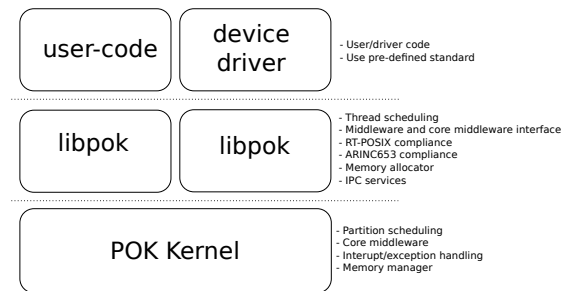 user-code
device
driver
- User/driver code
- Use pre-defined standard
libpok
libpok
- Thread scheduling
- Middleware and core middleware interface
- RT-POSIX compliance
- ARINC653 compliance
- Memory allocator
- IPC services
POK Kernel
- Partition scheduling
- Core middleware
- Interupt/exception handling
- Memory manager